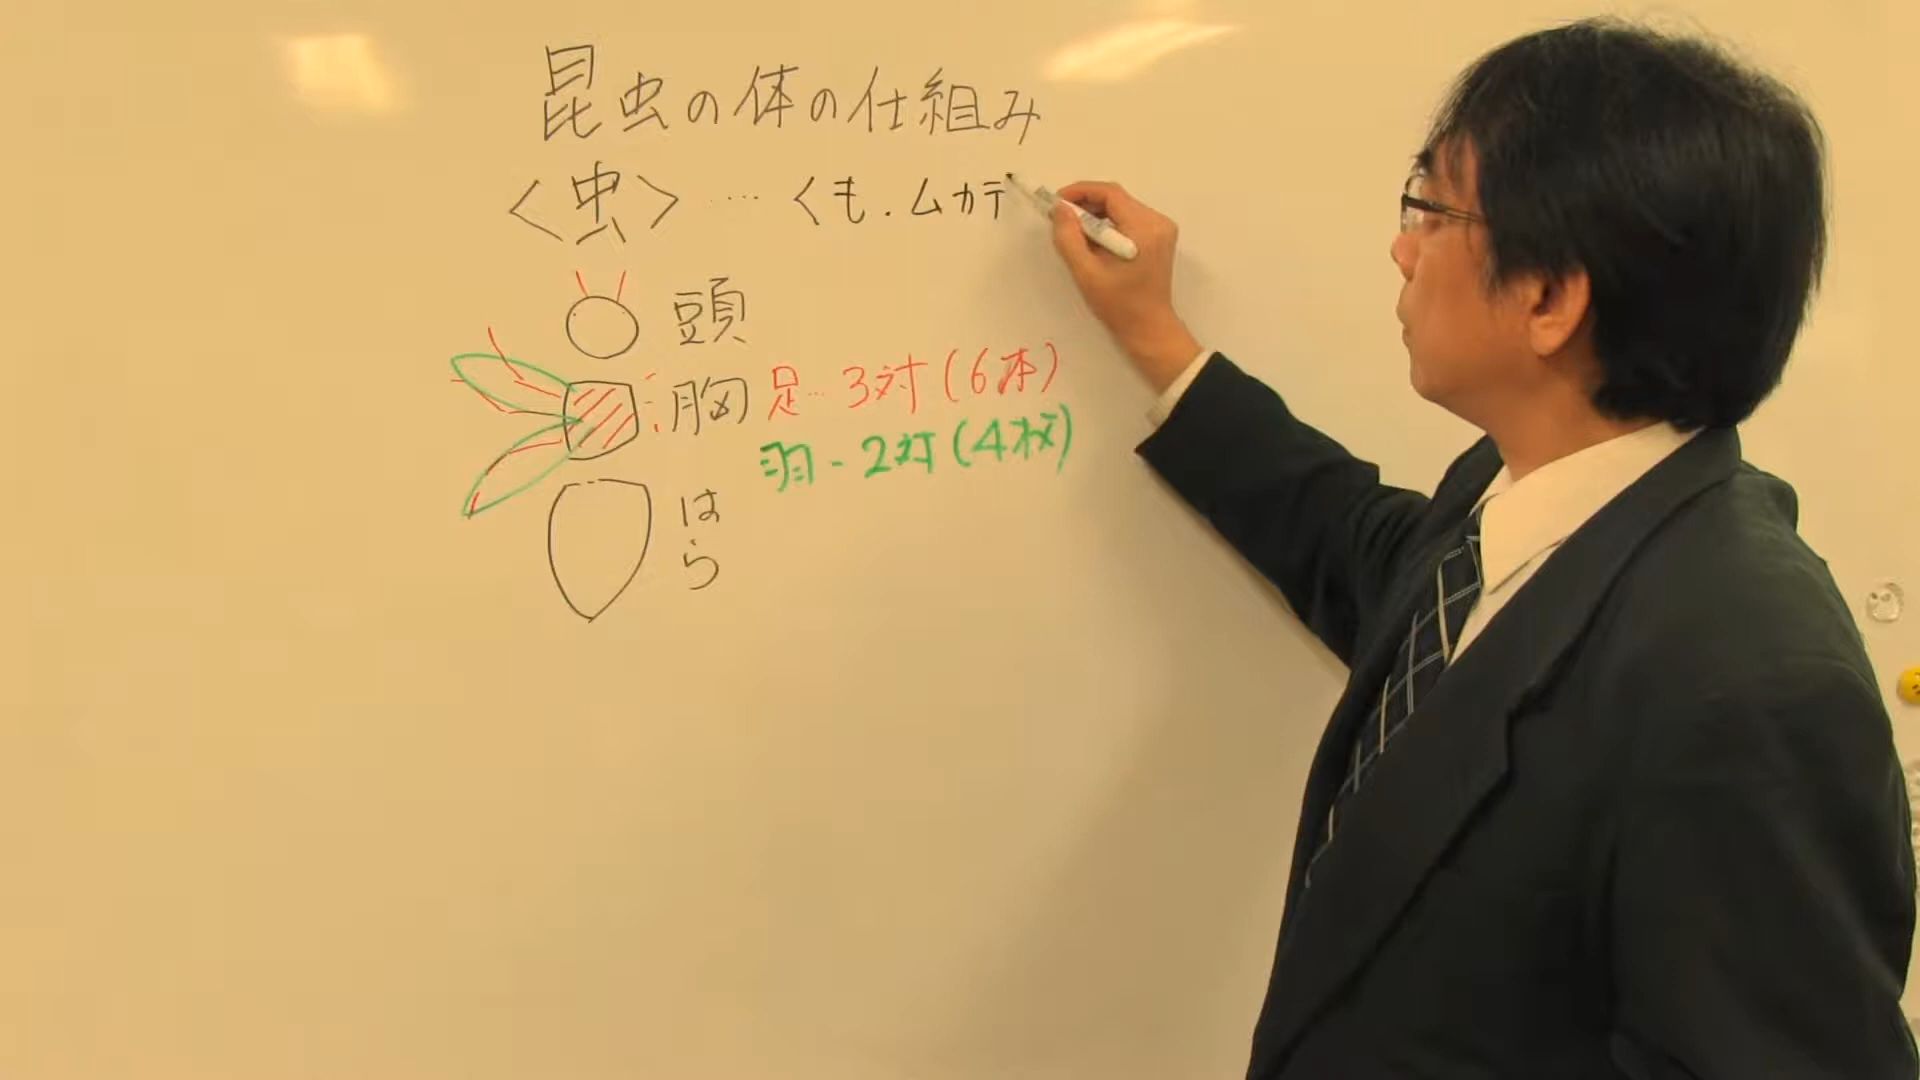 昆虫の体の仕組み
<虫> …. くも.ムカデ
頭
胸 足… 3対(6本)
羽-2対(4枚)
はら